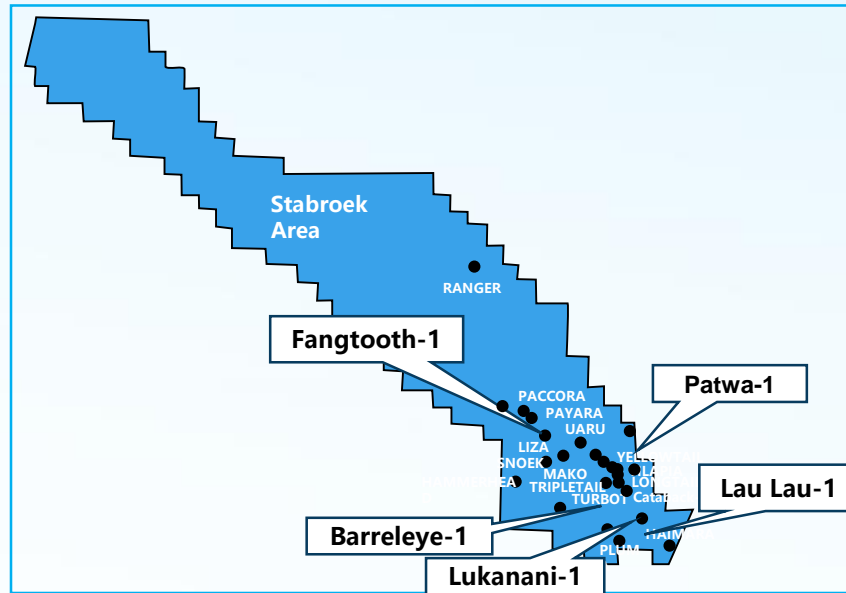 Stabroek
Area
RANGER
Fangtooth-1
PACCORA
Patwa-1
PAYARA
UARU
LIZA
YELLOWTAIL
SNOEK
MAKO
TRIPLETAIL
TURBOT
Lau Lau-1
Barreleye-1
PLUM
Lukanani-1